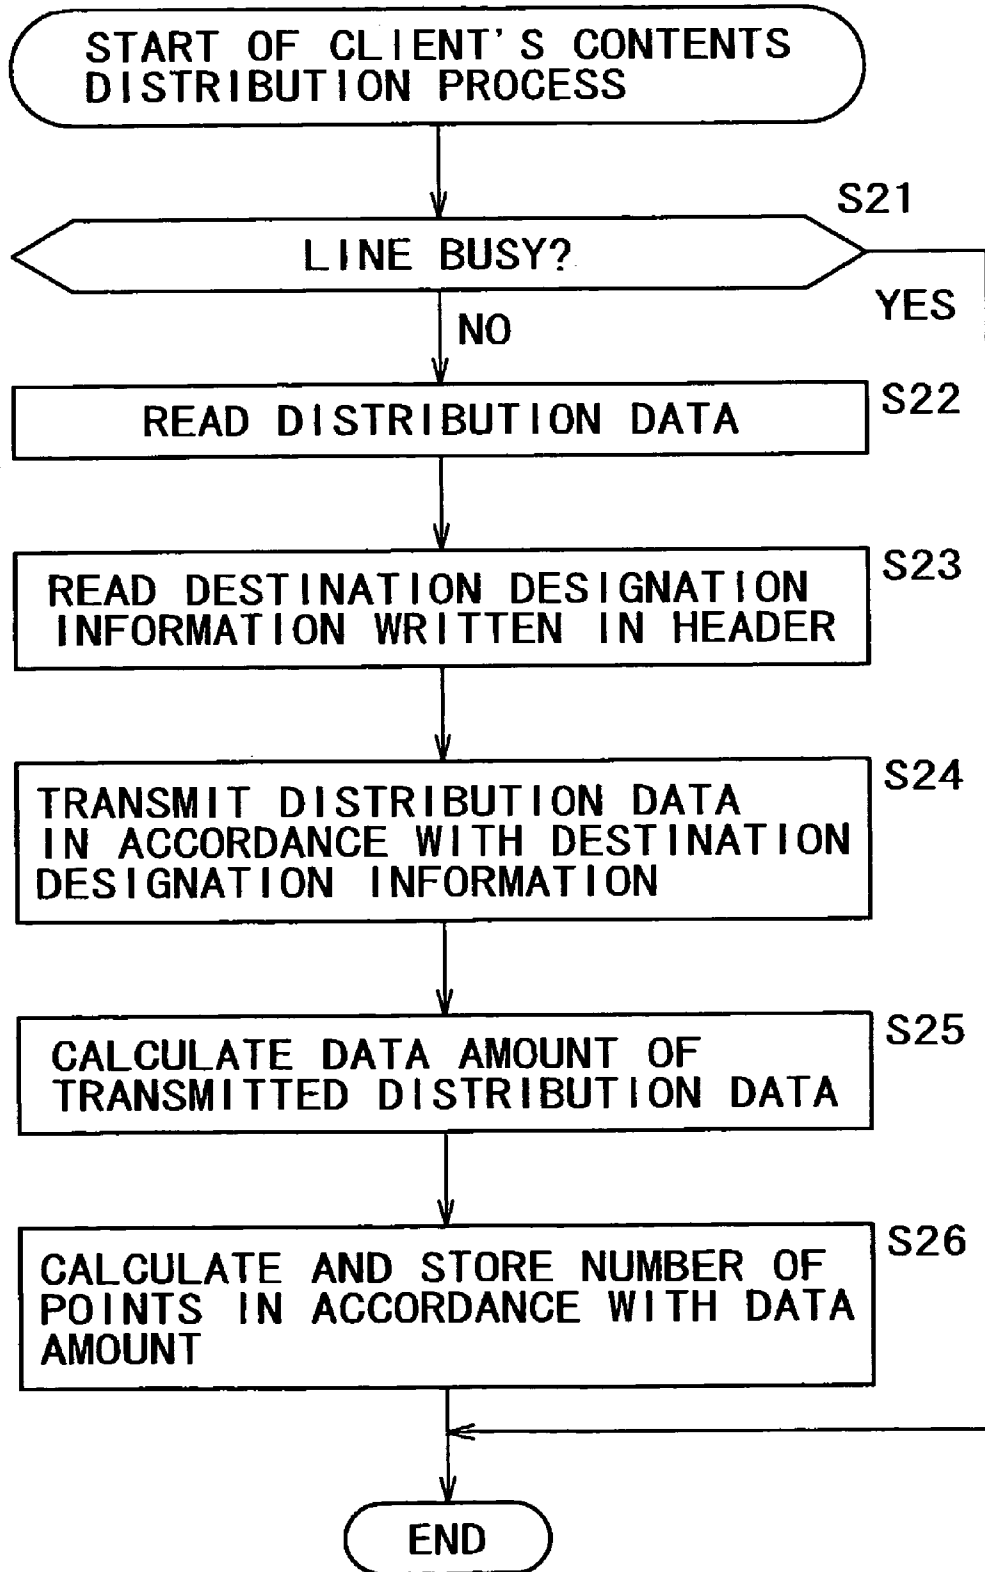 START OF CLIENT'S CONTENTS
DISTRIBUTION PROCESS
S21
LINE BUSY?
YES
NO
S22
READ DISTRIBUTION DATA
S23
READ DESTINATION DESIGNATION
INFORMATION WRITTEN IN HEADER
S24
TRANSMIT DISTRIBUTION DATA
IN ACCORDANCE WITH DESTINATION
DESIGNATION INFORMATION
S25
CALCULATE DATA AMOUNT OF
TRANSMITTED DISTRIBUTION DATA
S26
CALCULATE AND STORE NUMBER OF
POINTS IN ACCORDANCE WITH DATA
AMOUNT
END